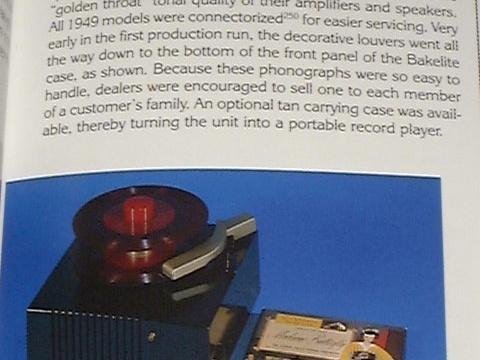 "golden throat" tonal quality of their amplifiers and speakers.
All 1949 models were connectorized²⁵⁰ for easier servicing. Very
early in the first production run, the decorative louvers went all
the way down to the bottom of the front panel of the Bakelite
case, as shown. Because these phonographs were so easy to
handle, dealers were encouraged to sell one to each member
of a customer's family. An optional tan carrying case was avail-
able, thereby turning the unit into a portable record player.